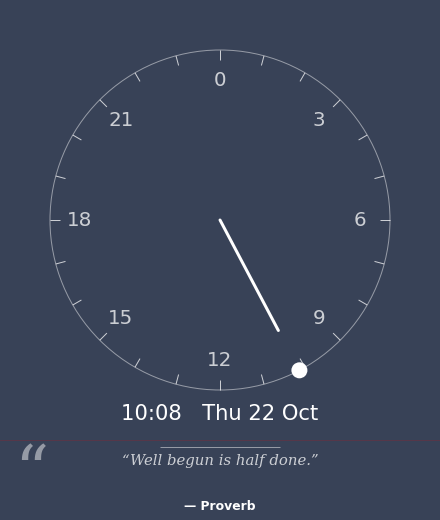 0
21 3
18 6
15 9
12
10:08 Thu 22 Oct
“
“Well begun is half done.”
— Proverb